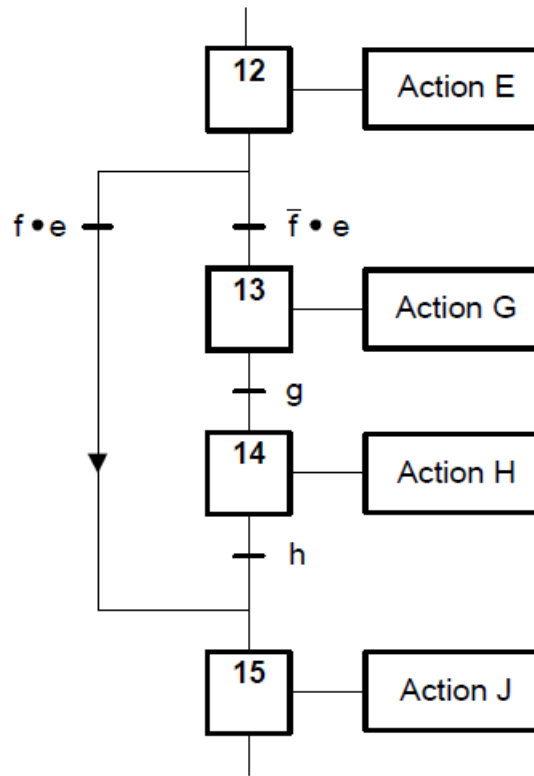 12
Action E
f • e
f̅ • e
13
Action G
g
14
Action H
h
15
Action J